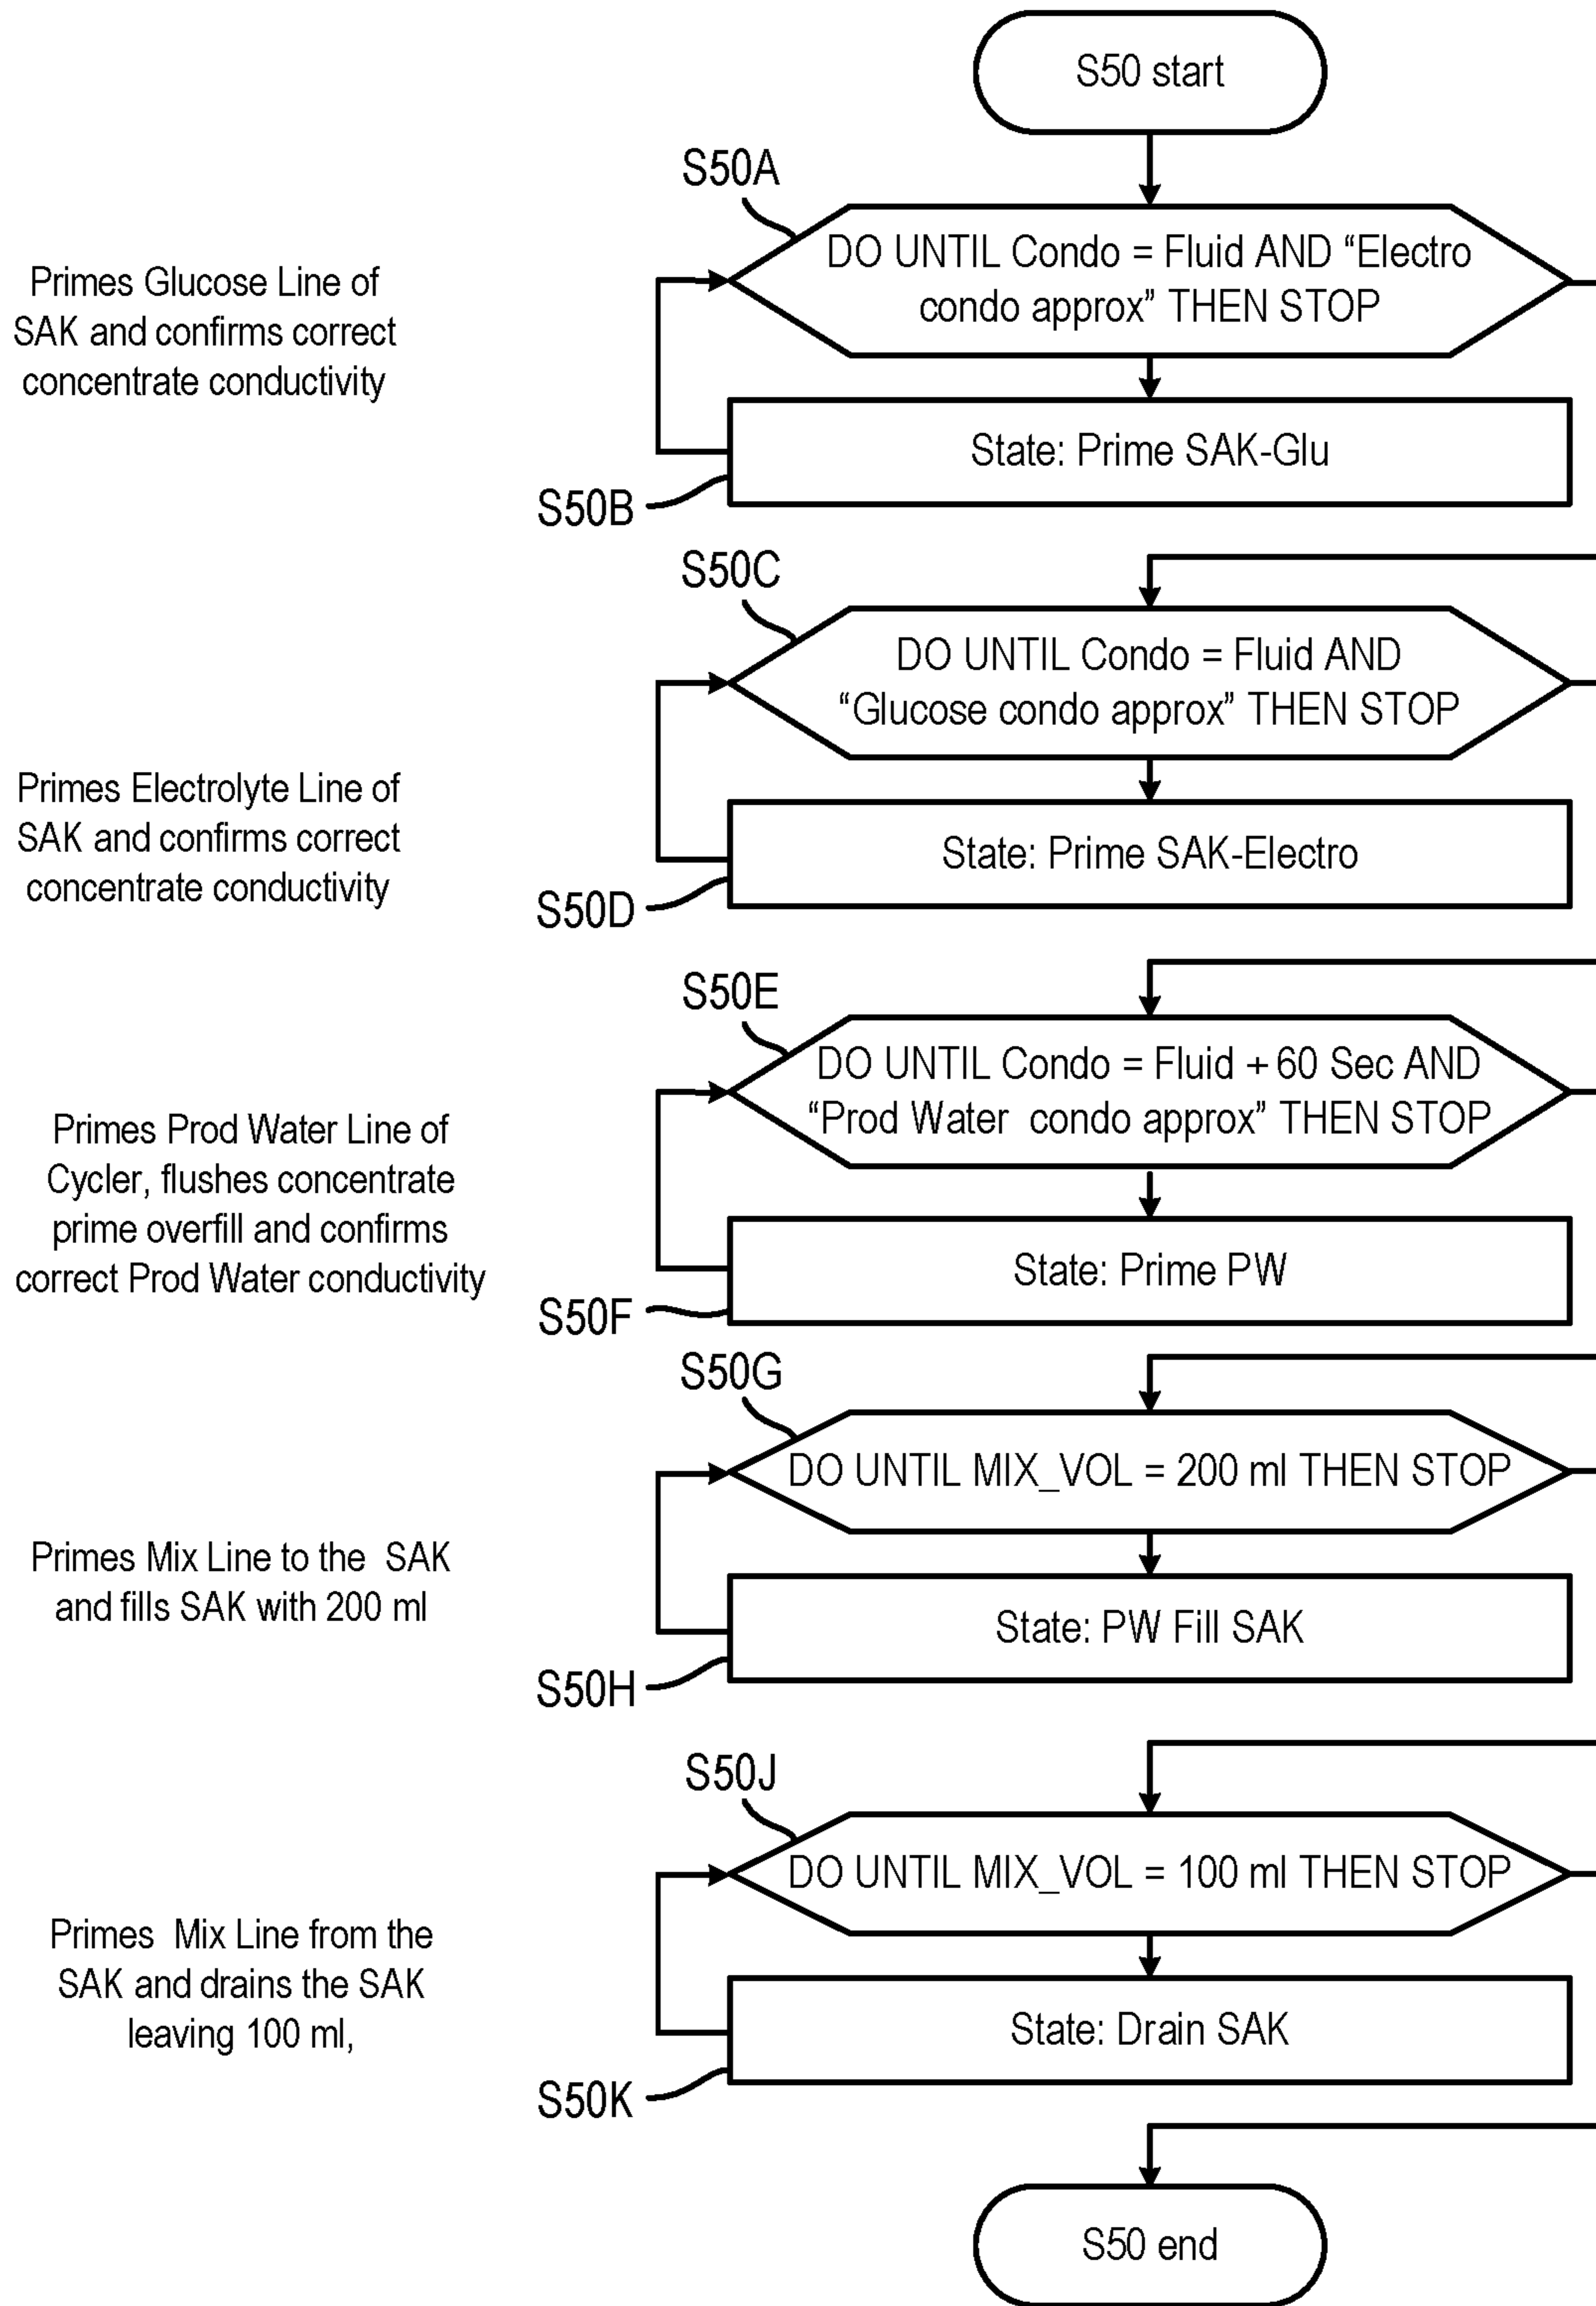 S50 start
S50A
DO UNTIL Condo = Fluid AND “Electro
condo approx” THEN STOP
Primes Glucose Line of
SAK and confirms correct
concentrate conductivity
State: Prime SAK-Glu
S50B
S50C
DO UNTIL Condo = Fluid AND
“Glucose condo approx” THEN STOP
Primes Electrolyte Line of
SAK and confirms correct
concentrate conductivity
State: Prime SAK-Electro
S50D
S50E
DO UNTIL Condo = Fluid + 60 Sec AND
“Prod Water condo approx” THEN STOP
Primes Prod Water Line of
Cycler, flushes concentrate
prime overfill and confirms
correct Prod Water conductivity
State: Prime PW
S50F
S50G
DO UNTIL MIX_VOL = 200 ml THEN STOP
Primes Mix Line to the SAK
and fills SAK with 200 ml
State: PW Fill SAK
S50H
S50J
DO UNTIL MIX_VOL = 100 ml THEN STOP
Primes Mix Line from the
SAK and drains the SAK
leaving 100 ml,
State: Drain SAK
S50K
S50 end